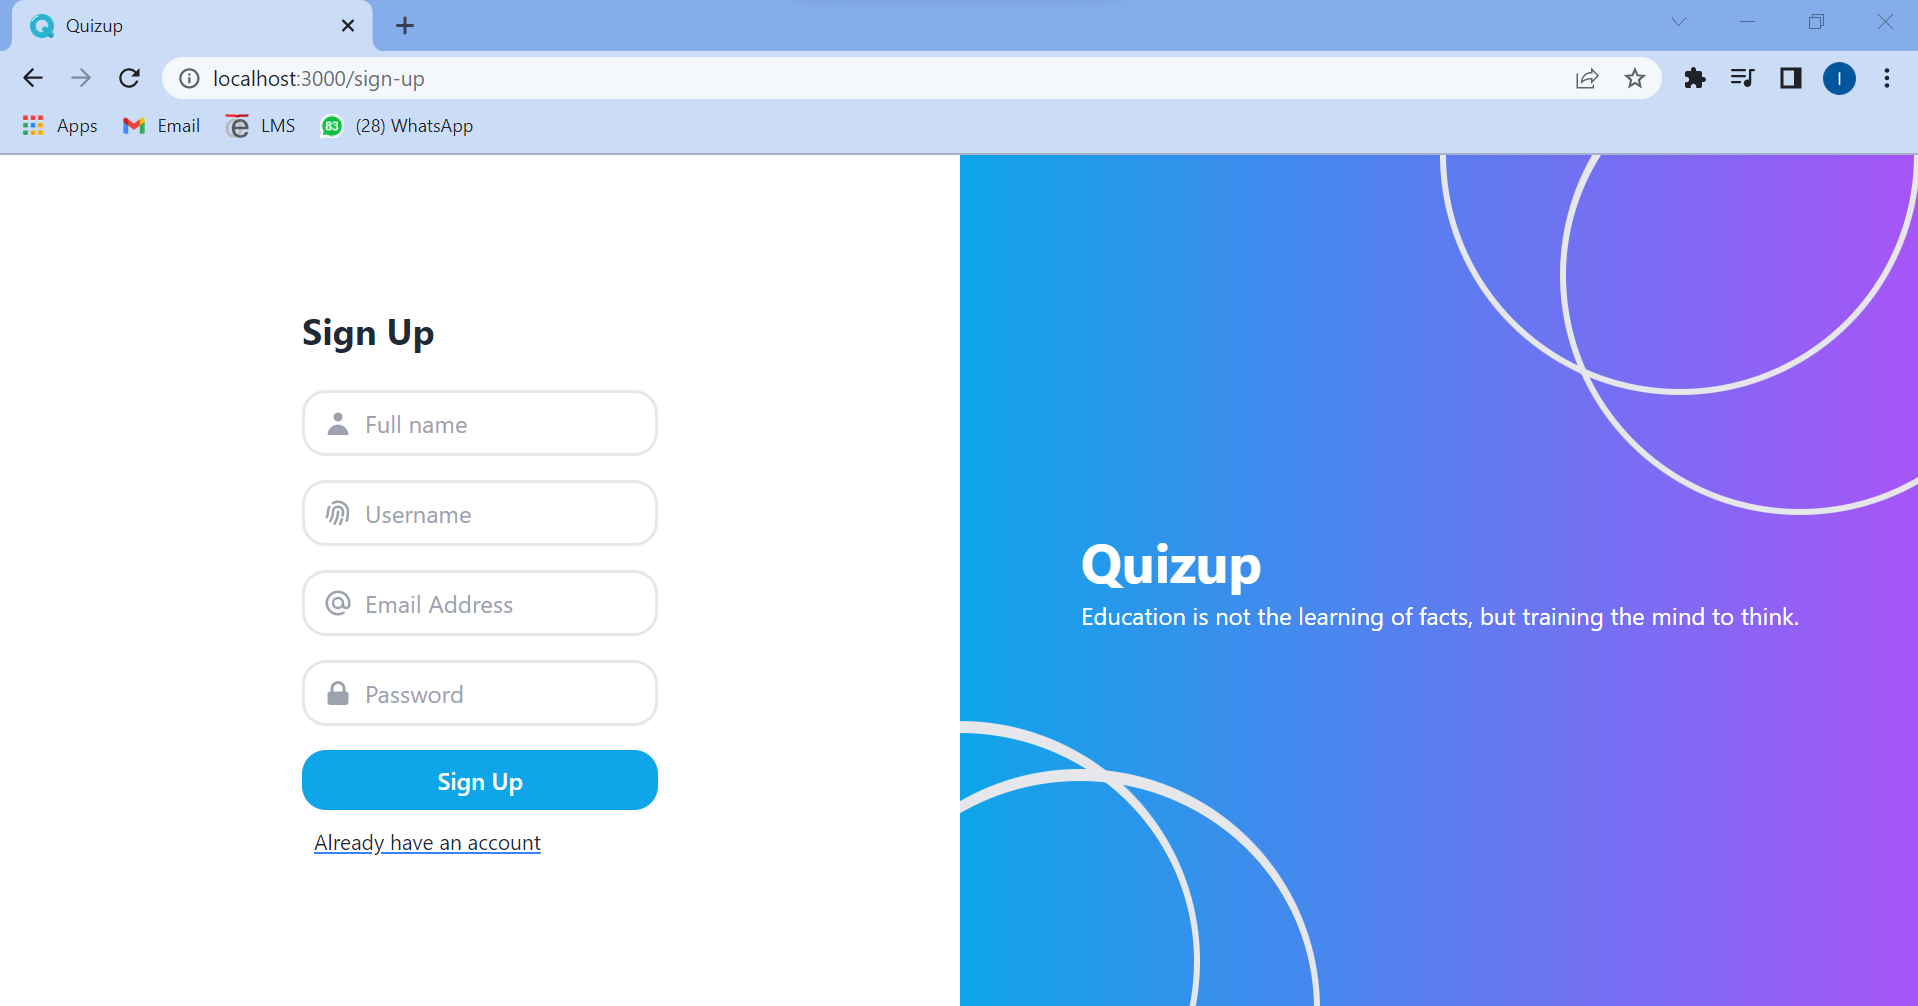 Quizup
localhost:3000/sign-up
I
Apps
Email
LMS
83
(28) WhatsApp
Sign Up
Full name
Username
Email Address
Password
Sign Up
Already have an account
Quizup
Education is not the learning of facts, but training the mind to think.